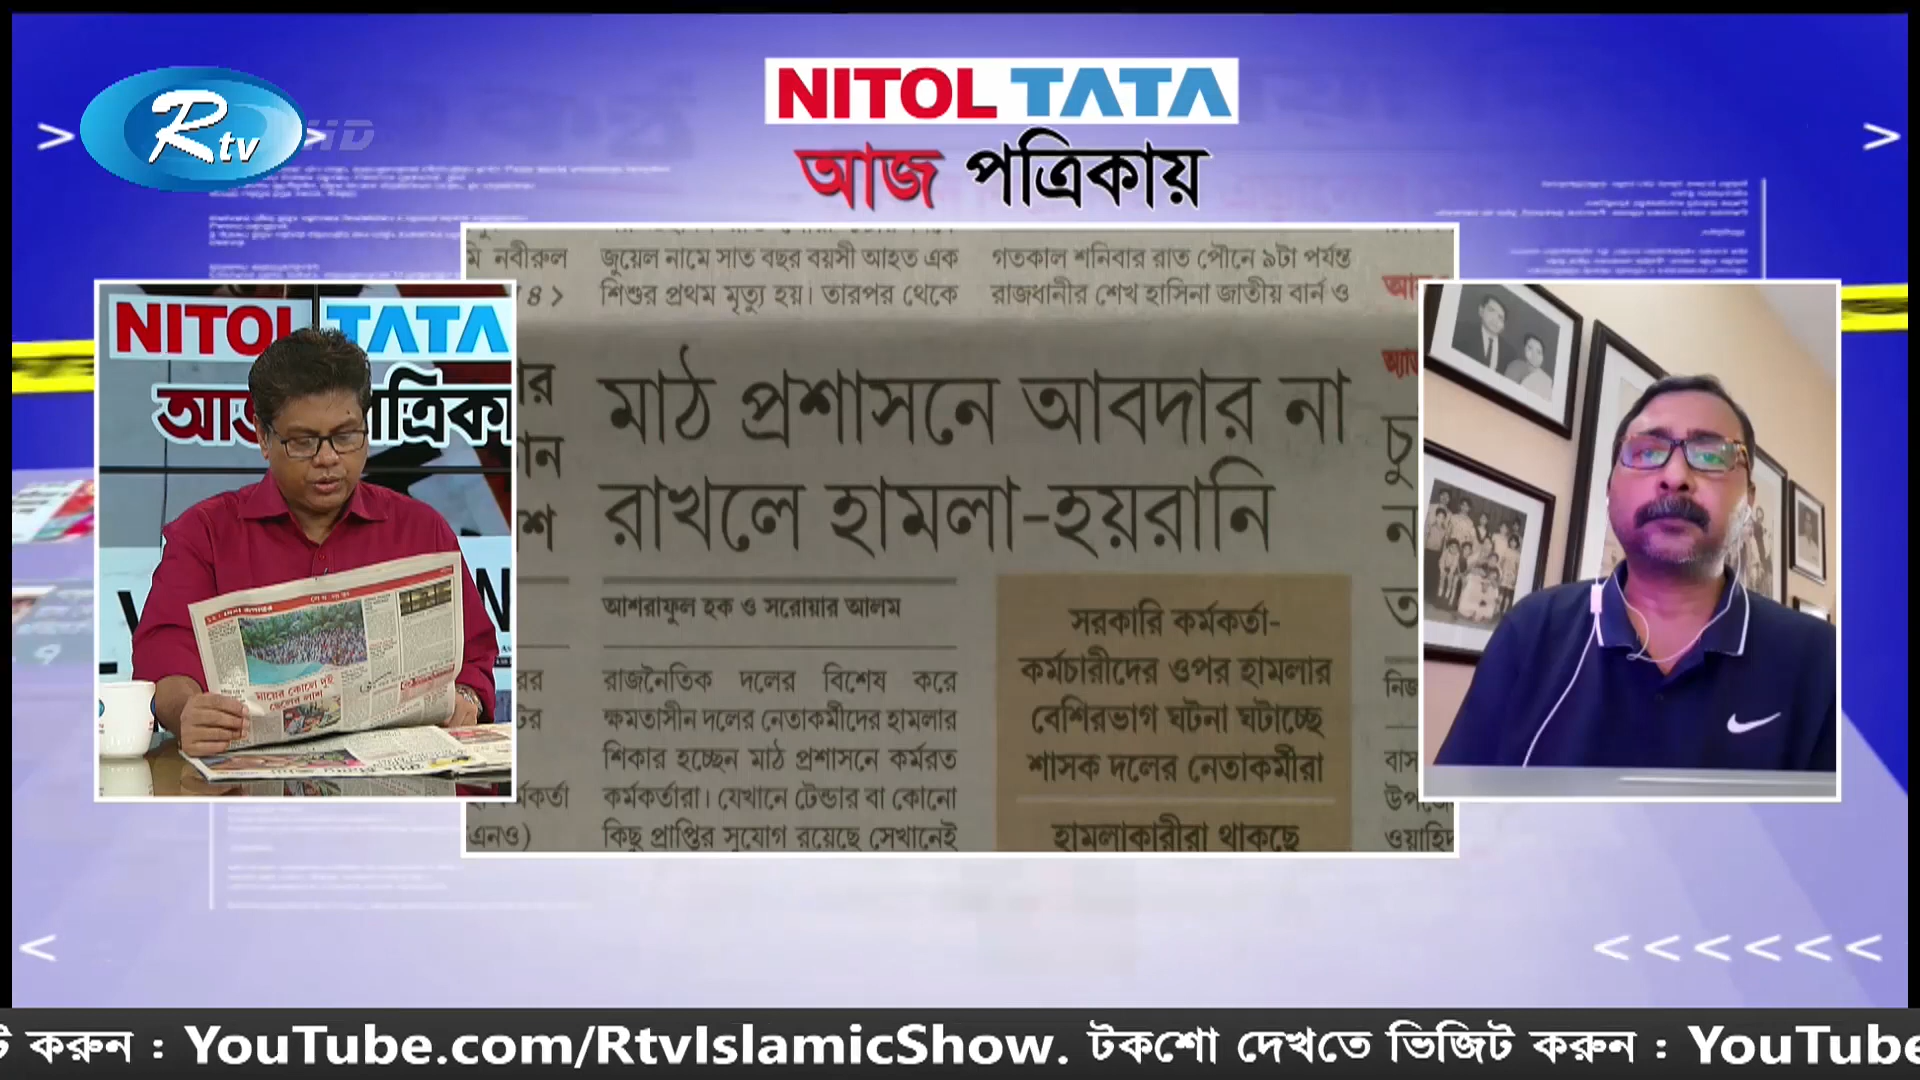 Rtv HD
NITOL TATA
আজ পত্রিকায়
মি নবীরুল
৪ >
জুয়েল নামে সাত বছর বয়সী আহত এক
শিশুর প্রথম মৃত্যু হয়। তারপর থেকে
গতকাল শনিবার রাত পৌনে ৯টা পর্যন্ত
রাজধানীর শেখ হাসিনা জাতীয় বার্ন ও
মাঠ প্রশাসনে আবদার না
রাখলে হামলা-হয়রানি
আশরাফুল হক ও সরোয়ার আলম
রাজনৈতিক দলের বিশেষ করে
ক্ষমতাসীন দলের নেতাকর্মীদের হামলার
শিকার হচ্ছেন মাঠ প্রশাসনে কর্মরত
কর্মকর্তারা। যেখানে টেন্ডার বা কোনো
কিছু প্রাপ্তির সুযোগ রয়েছে সেখানেই
সরকারি কর্মকর্তা-
কর্মচারীদের ওপর হামলার
বেশিরভাগ ঘটনা ঘটাচ্ছে
শাসক দলের নেতাকর্মীরা
হামলাকারীরা থাকছে
NITOL TATA
মায়ের কোলে দুই
ছেলের লাশ
ট করুন : YouTube.com/RtvIslamicShow. টকশো দেখতে ভিজিট করুন : YouTube